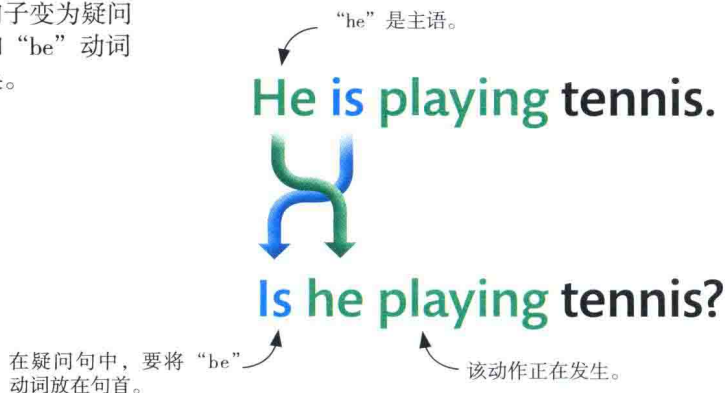 子变为疑问
“be”动词
。
“he”是主语。
He is playing tennis.
Is he playing tennis?
在疑问句中，要将“be”
动词放在句首。
该动作正在发生。